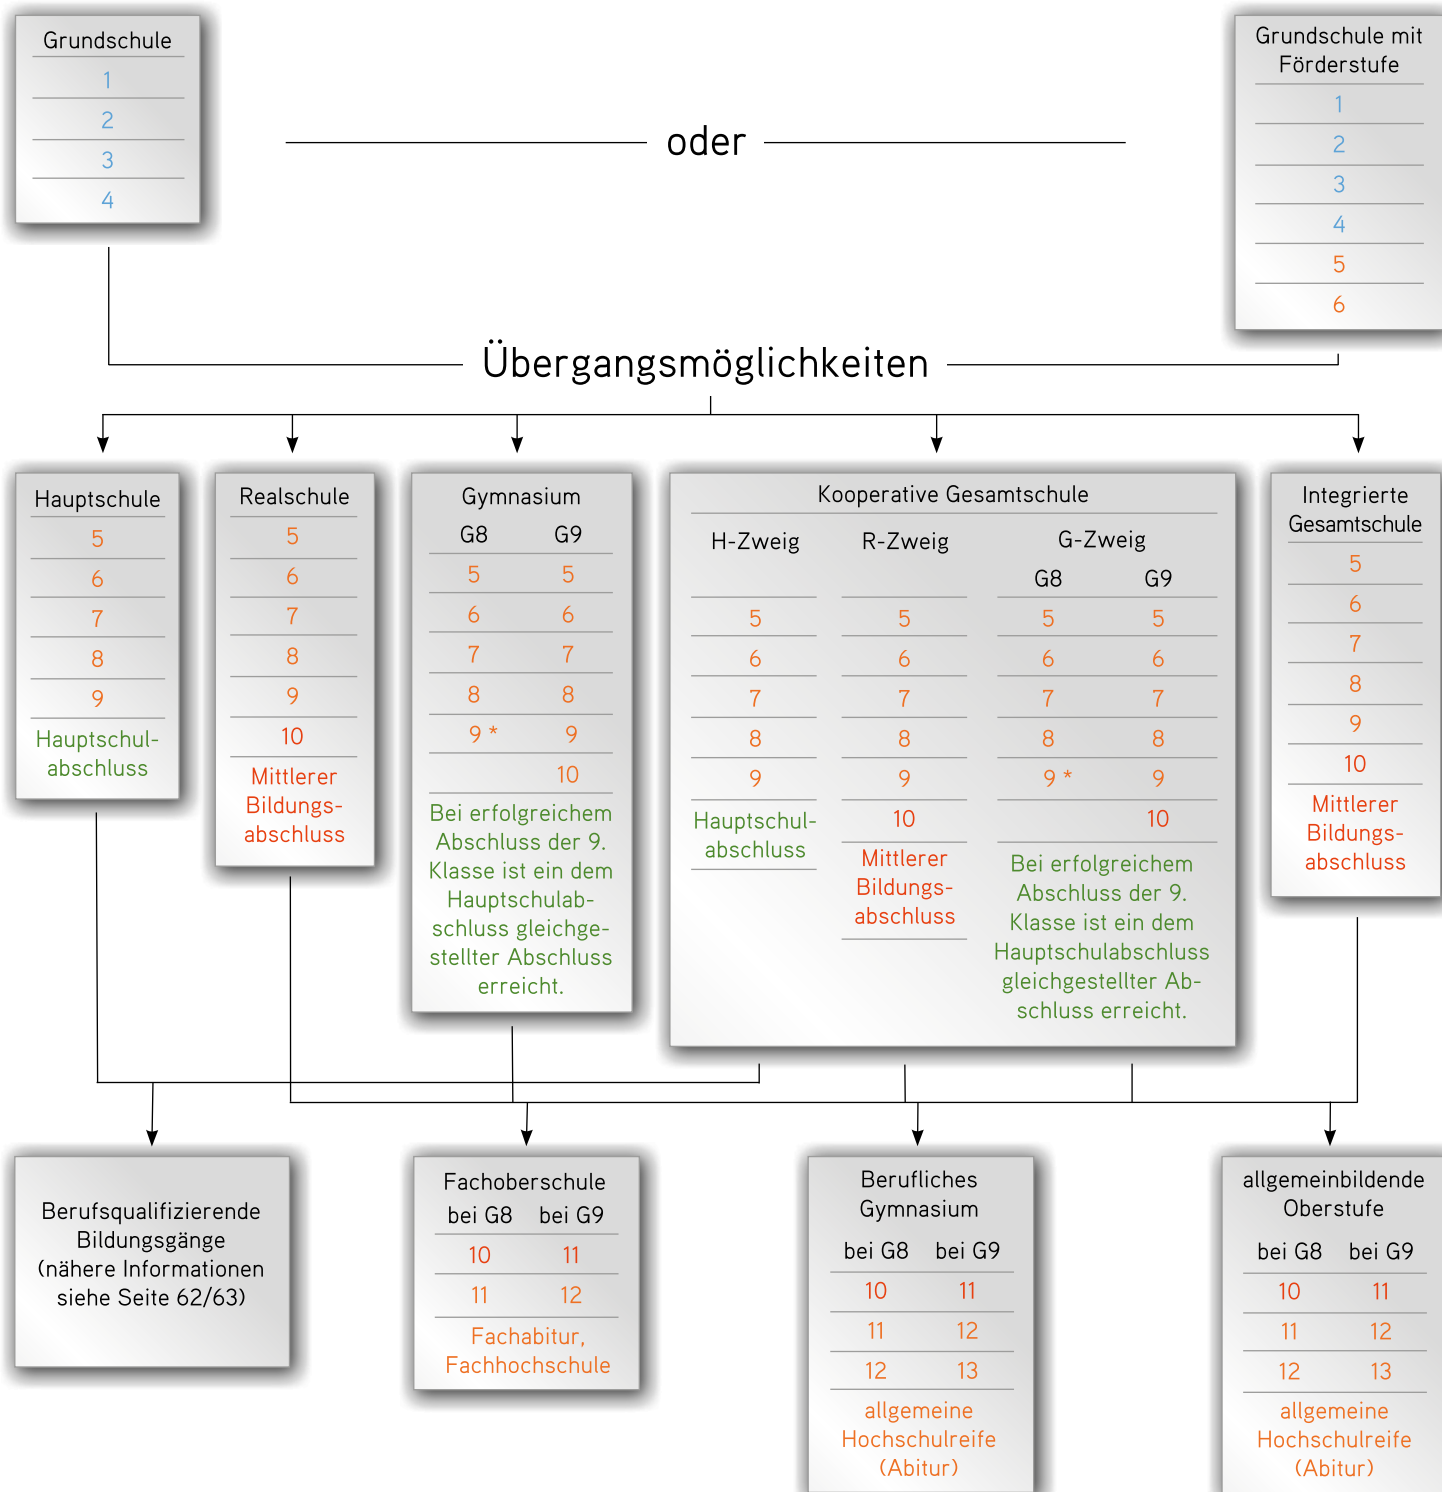 Grundschule
1
2
3
4
oder
Grundschule mit
Förderstufe
1
2
3
4
5
6
Übergangsmöglichkeiten
Hauptschule
5
6
7
8
9
Hauptschul-
abschluss
Realschule
5
6
7
8
9
10
Mittlerer
Bildungs-
abschluss
Gymnasium
G8 G9
5 5
6 6
7 7
8 8
9 * 9
10
Bei erfolgreichem
Abschluss der 9.
Klasse ist ein dem
Hauptschulab-
schluss gleichge-
stellter Abschluss
erreicht.
Kooperative Gesamtschule
H-Zweig
5
6
7
8
9
Hauptschul-
abschluss
R-Zweig
5
6
7
8
9
10
Mittlerer
Bildungs-
abschluss
G-Zweig
G8 G9
5 5
6 6
7 7
8 8
9 * 9
10
Bei erfolgreichem
Abschluss der 9.
Klasse ist ein dem
Hauptschulabschluss
gleichgestellter Ab-
schluss erreicht.
Integrierte
Gesamtschule
5
6
7
8
9
10
Mittlerer
Bildungs-
abschluss
Berufsqualifizierende
Bildungsgänge
(nähere Informationen
siehe Seite 62/63)
Fachoberschule
bei G8 bei G9
10 11
11 12
Fachabitur,
Fachhochschule
Berufliches
Gymnasium
bei G8 bei G9
10 11
11 12
12 13
allgemeine
Hochschulreife
(Abitur)
allgemeinbildende
Oberstufe
bei G8 bei G9
10 11
11 12
12 13
allgemeine
Hochschulreife
(Abitur)